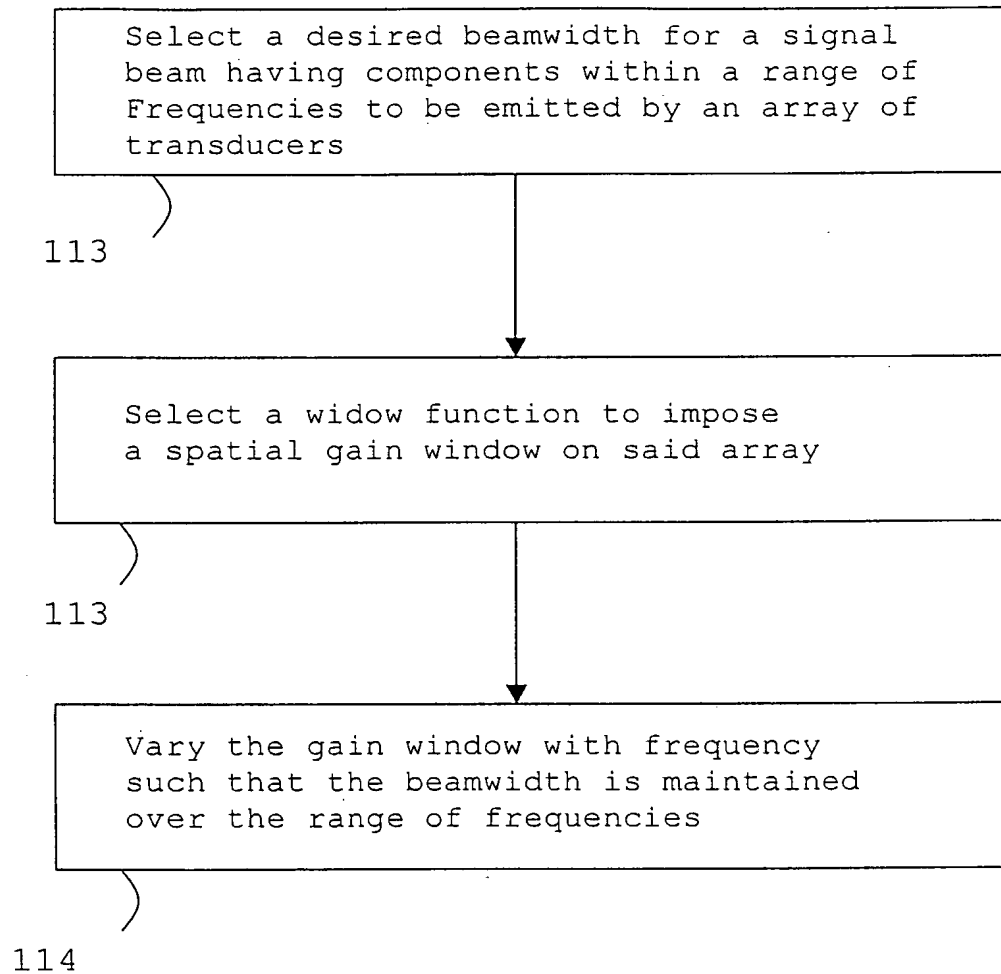 Select a desired beamwidth for a signal
beam having components within a range of
Frequencies to be emitted by an array of
transducers
113
Select a widow function to impose
a spatial gain window on said array
113
Vary the gain window with frequency
such that the beamwidth is maintained
over the range of frequencies
114